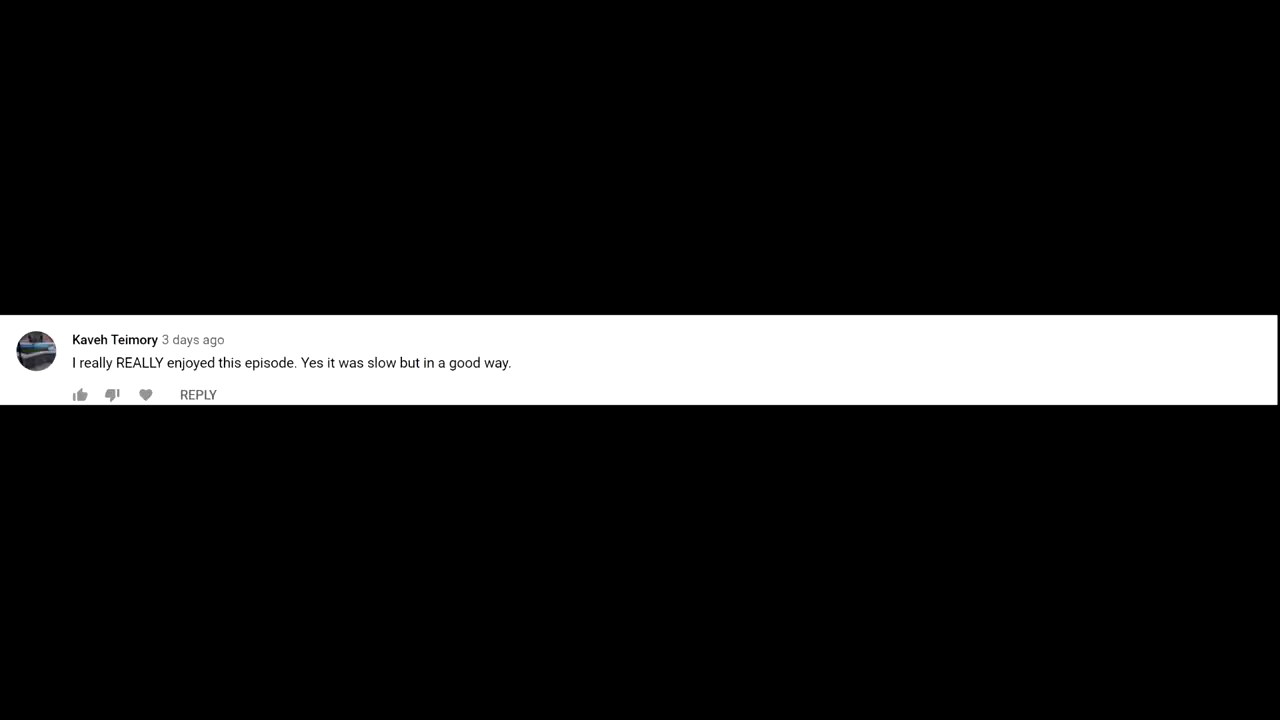 Kaveh Teimory 3 days ago
I really REALLY enjoyed this episode. Yes it was slow but in a good way.
REPLY